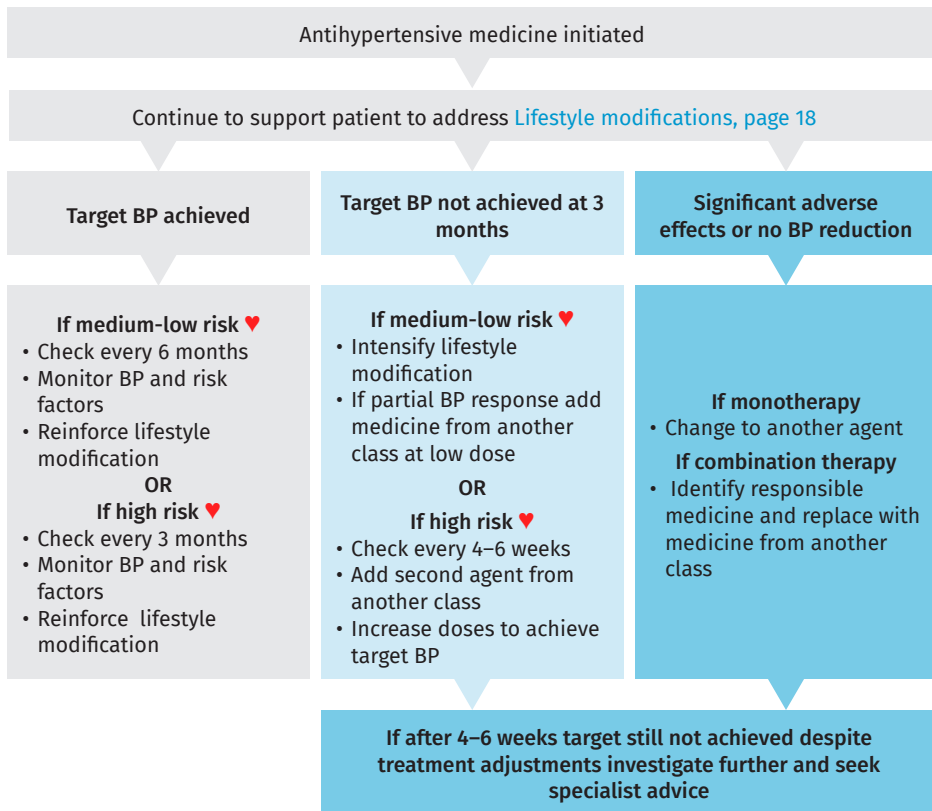 Antihypertensive medicine initiated
Continue to support patient to address Lifestyle modifications, page 18
Target BP achieved
If medium-low risk ♥
• Check every 6 months
• Monitor BP and risk
factors
• Reinforce lifestyle
modification
OR
If high risk ♥
• Check every 3 months
• Monitor BP and risk
factors
• Reinforce lifestyle
modification
Target BP not achieved at 3
months
If medium-low risk ♥
• Intensify lifestyle
modification
• If partial BP response add
medicine from another
class at low dose
OR
If high risk ♥
• Check every 4–6 weeks
• Add second agent from
another class
• Increase doses to achieve
target BP
Significant adverse
effects or no BP reduction
If monotherapy
• Change to another agent
If combination therapy
• Identify responsible
medicine and replace with
medicine from another
class
If after 4–6 weeks target still not achieved despite
treatment adjustments investigate further and seek
specialist advice